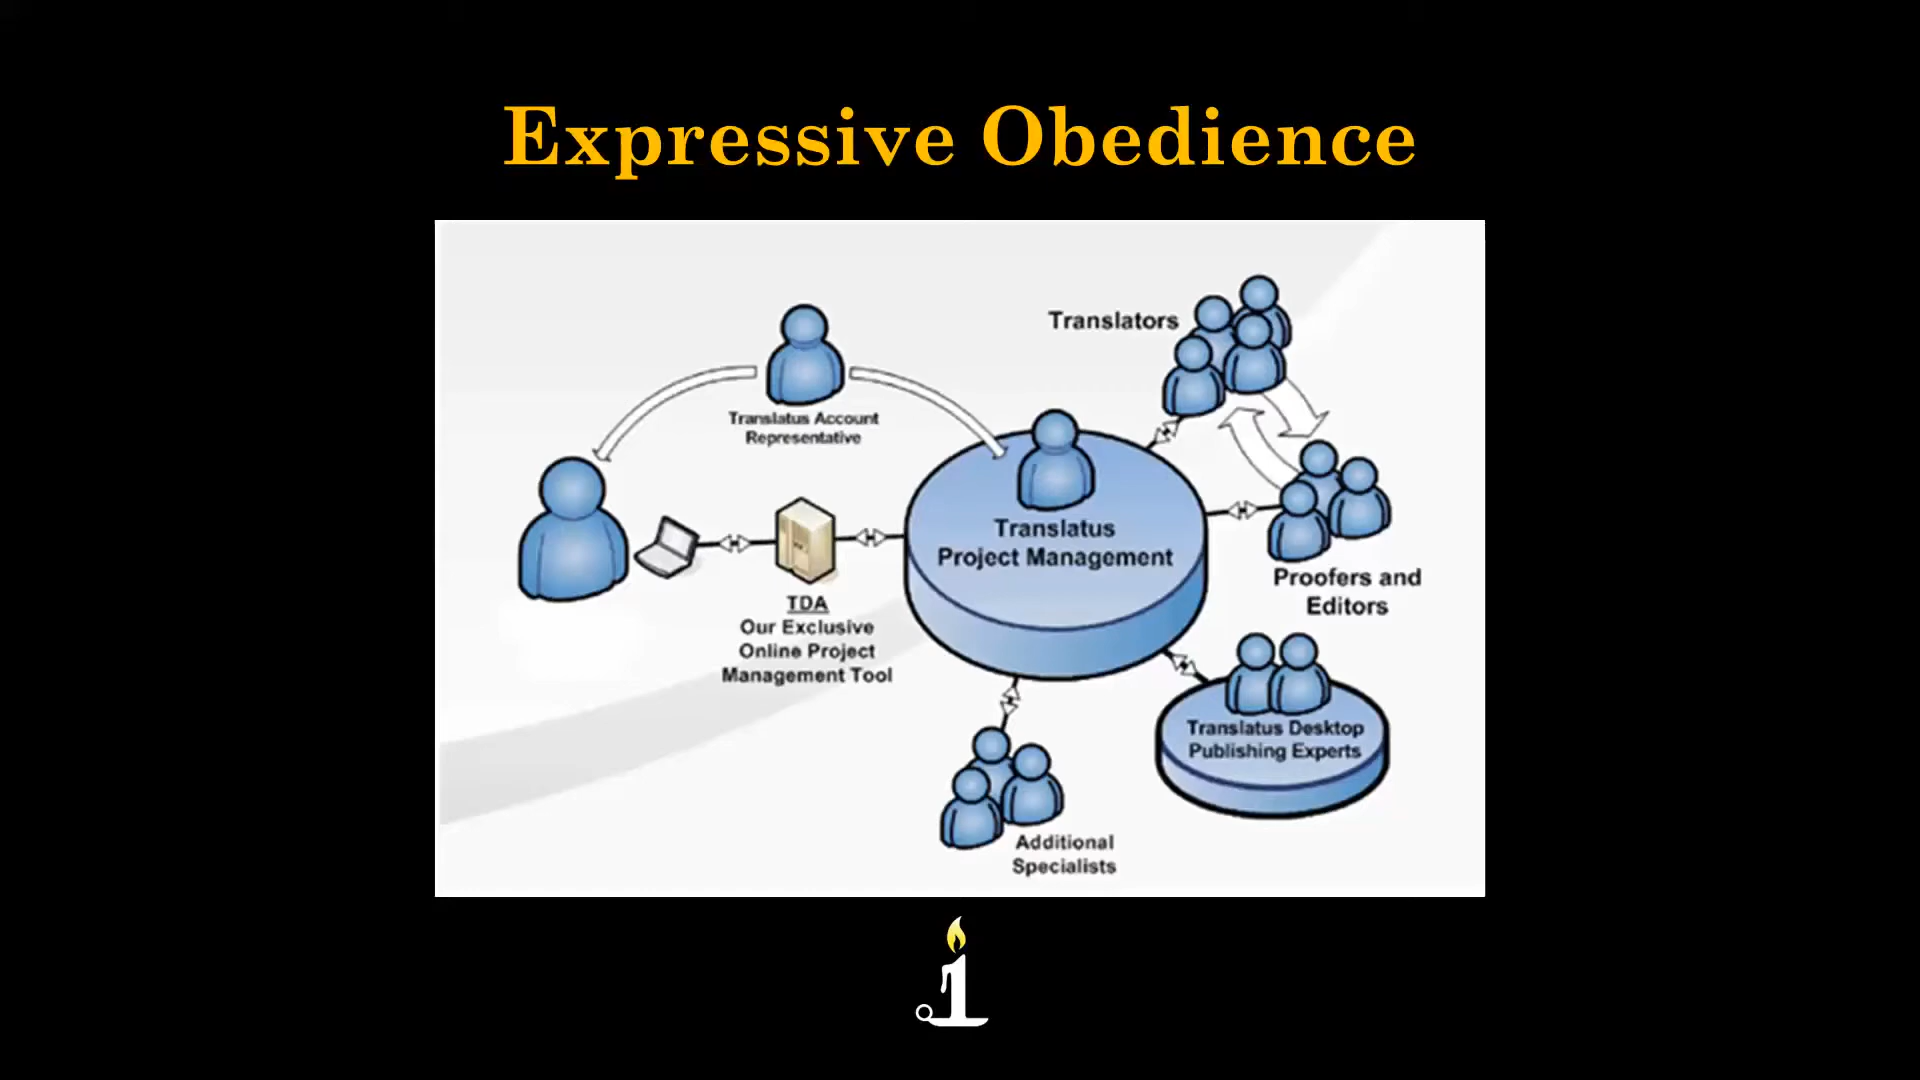 Expressive Obedience
Translators
Translatus Account
Representative
Translatus
Project Management
Proofers and
Editors
TDA
Our Exclusive
Online Project
Management Tool
Translatus Desktop
Publishing Experts
Additional
Specialists